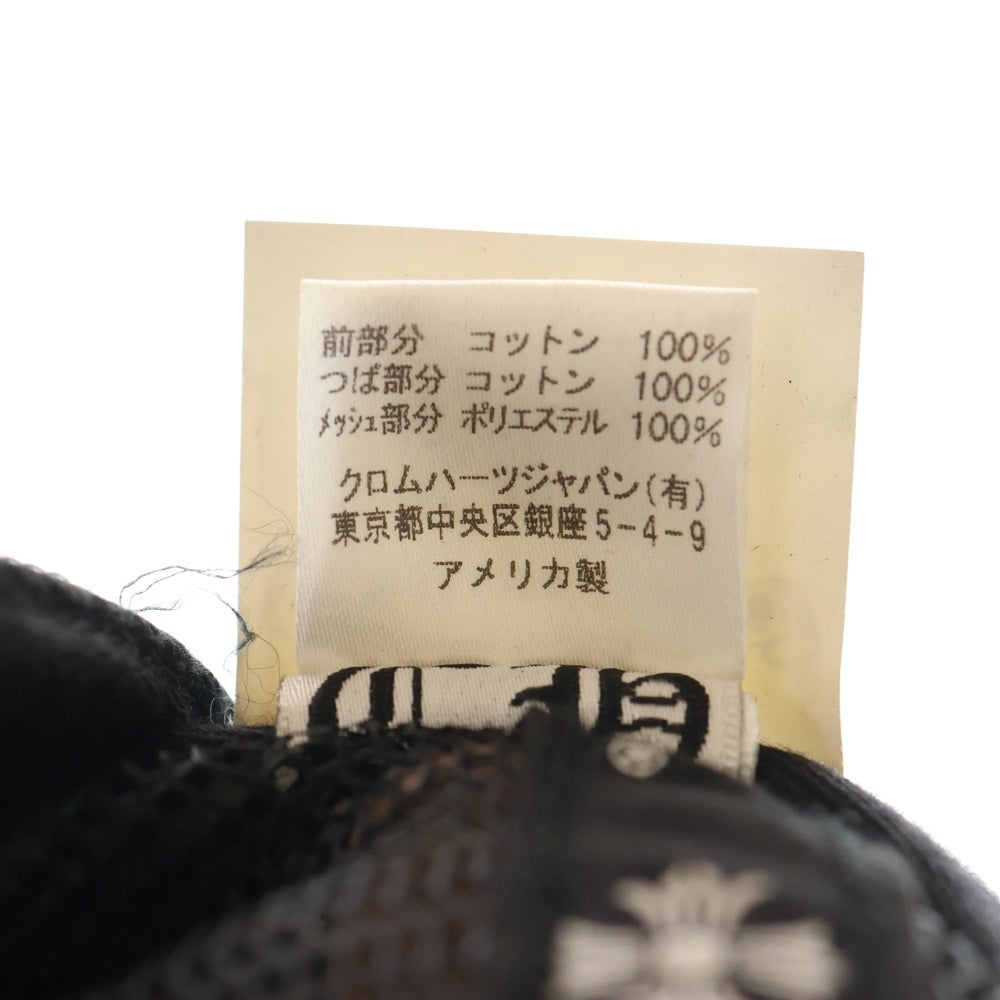 前部分 コットン 100%
つば部分 コットン 100%
メッシュ部分 ポリエステル 100%
クロムハーツジャパン(有)
東京都中央区銀座5-4-9
アメリカ製